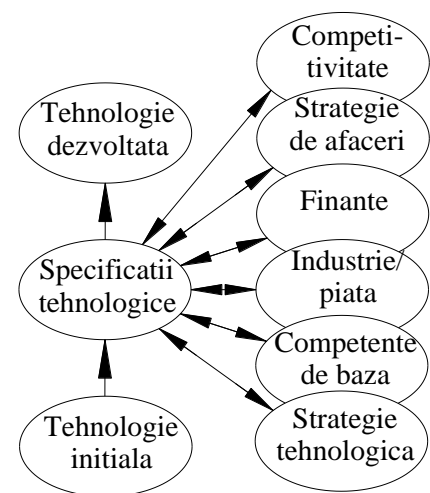 Competi-
tivitate
Tehnologie
dezvoltata
Strategie
de afaceri
Finante
Specificatii
tehnologice
Industrie/
piata
Competente
de baza
Tehnologie
initiala
Strategie
tehnologica